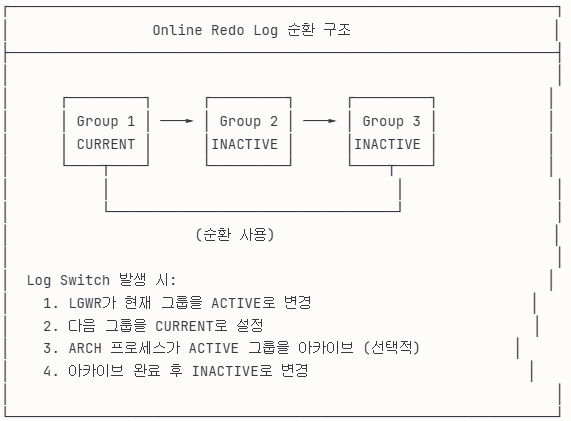 Online Redo Log 순환 구조
Group 1 Group 2 Group 3
CURRENT INACTIVE INACTIVE
(순환 사용)
Log Switch 발생 시:
1. LGWR가 현재 그룹을 ACTIVE로 변경
2. 다음 그룹을 CURRENT로 설정
3. ARCH 프로세스가 ACTIVE 그룹을 아카이브 (선택적)
4. 아카이브 완료 후 INACTIVE로 변경